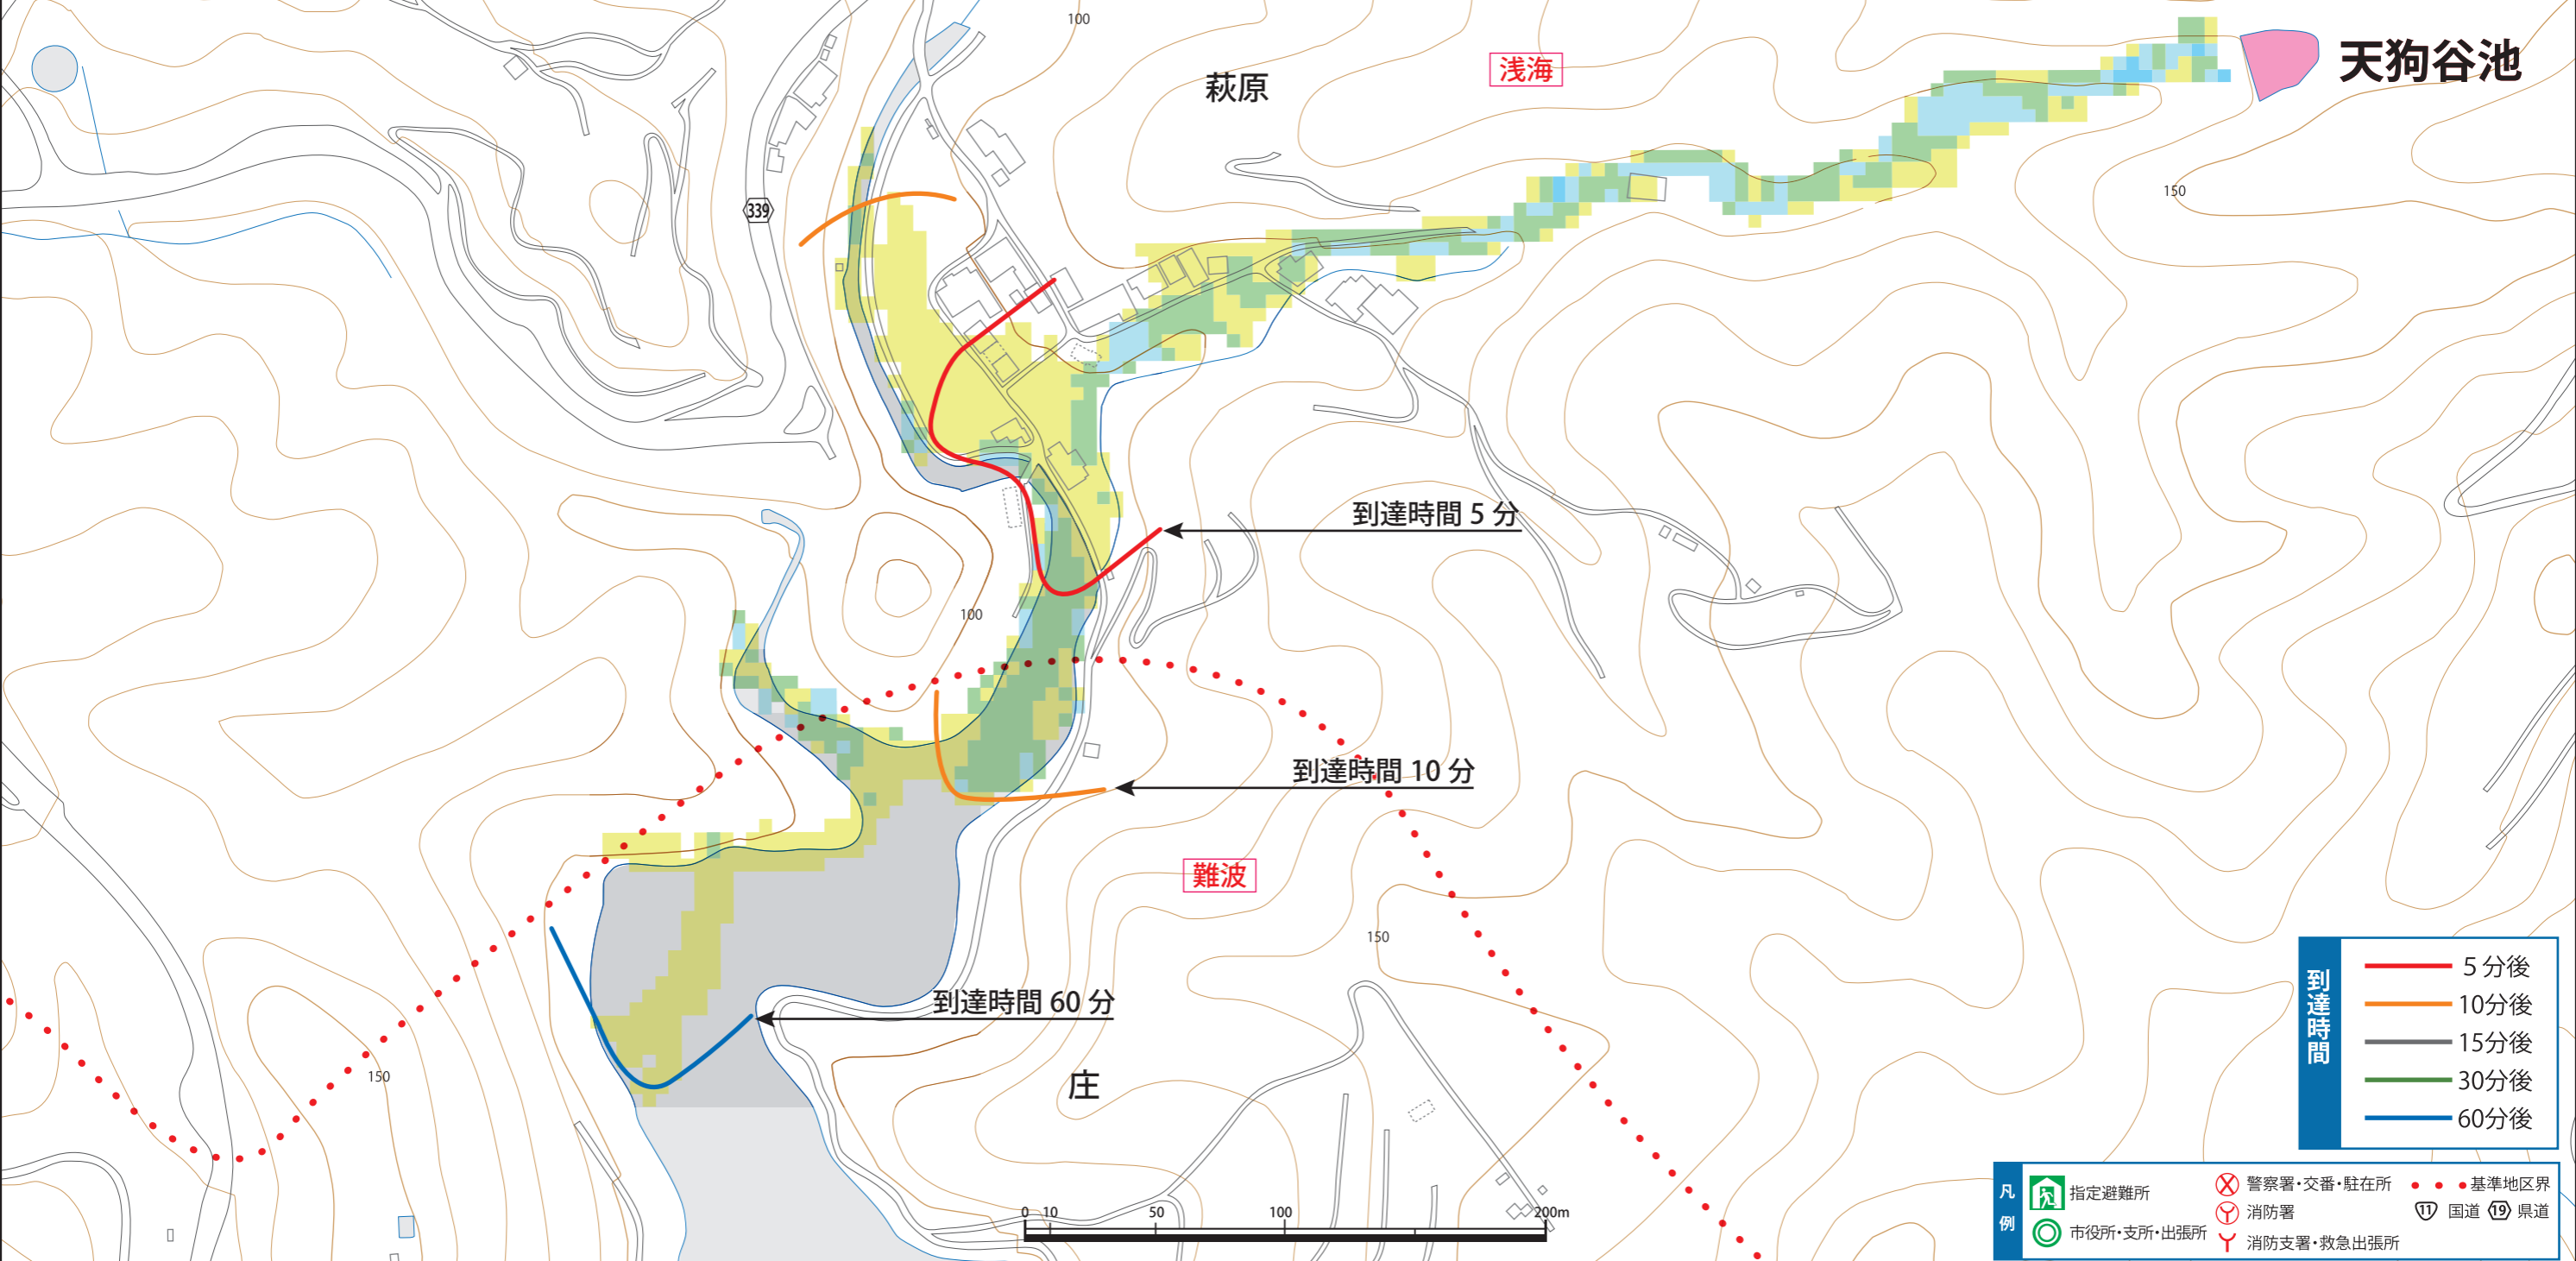 100
萩原
浅海
天狗谷池
150
339
到達時間 5 分
100
到達時間 10 分
難波
150
到達時間 60 分
150
庄
到達時間
5 分後
10分後
15分後
30分後
60分後
0 10 50 100 200m
凡例
指定避難所
市役所・支所・出張所
警察署・交番・駐在所
消防署
消防支署・救急出張所
基準地区界
11 国道 19 県道